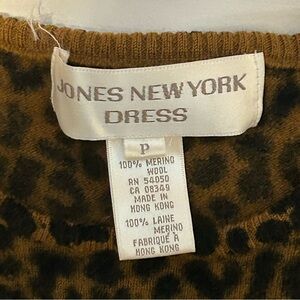 JONES NEW YORK
DRESS
P
100% MERINO
WOOL
RN 54050
CA 08349
MADE IN
HONG KONG
100% LAINE
MERINO
FABRIQUÉ À
HONG KONG